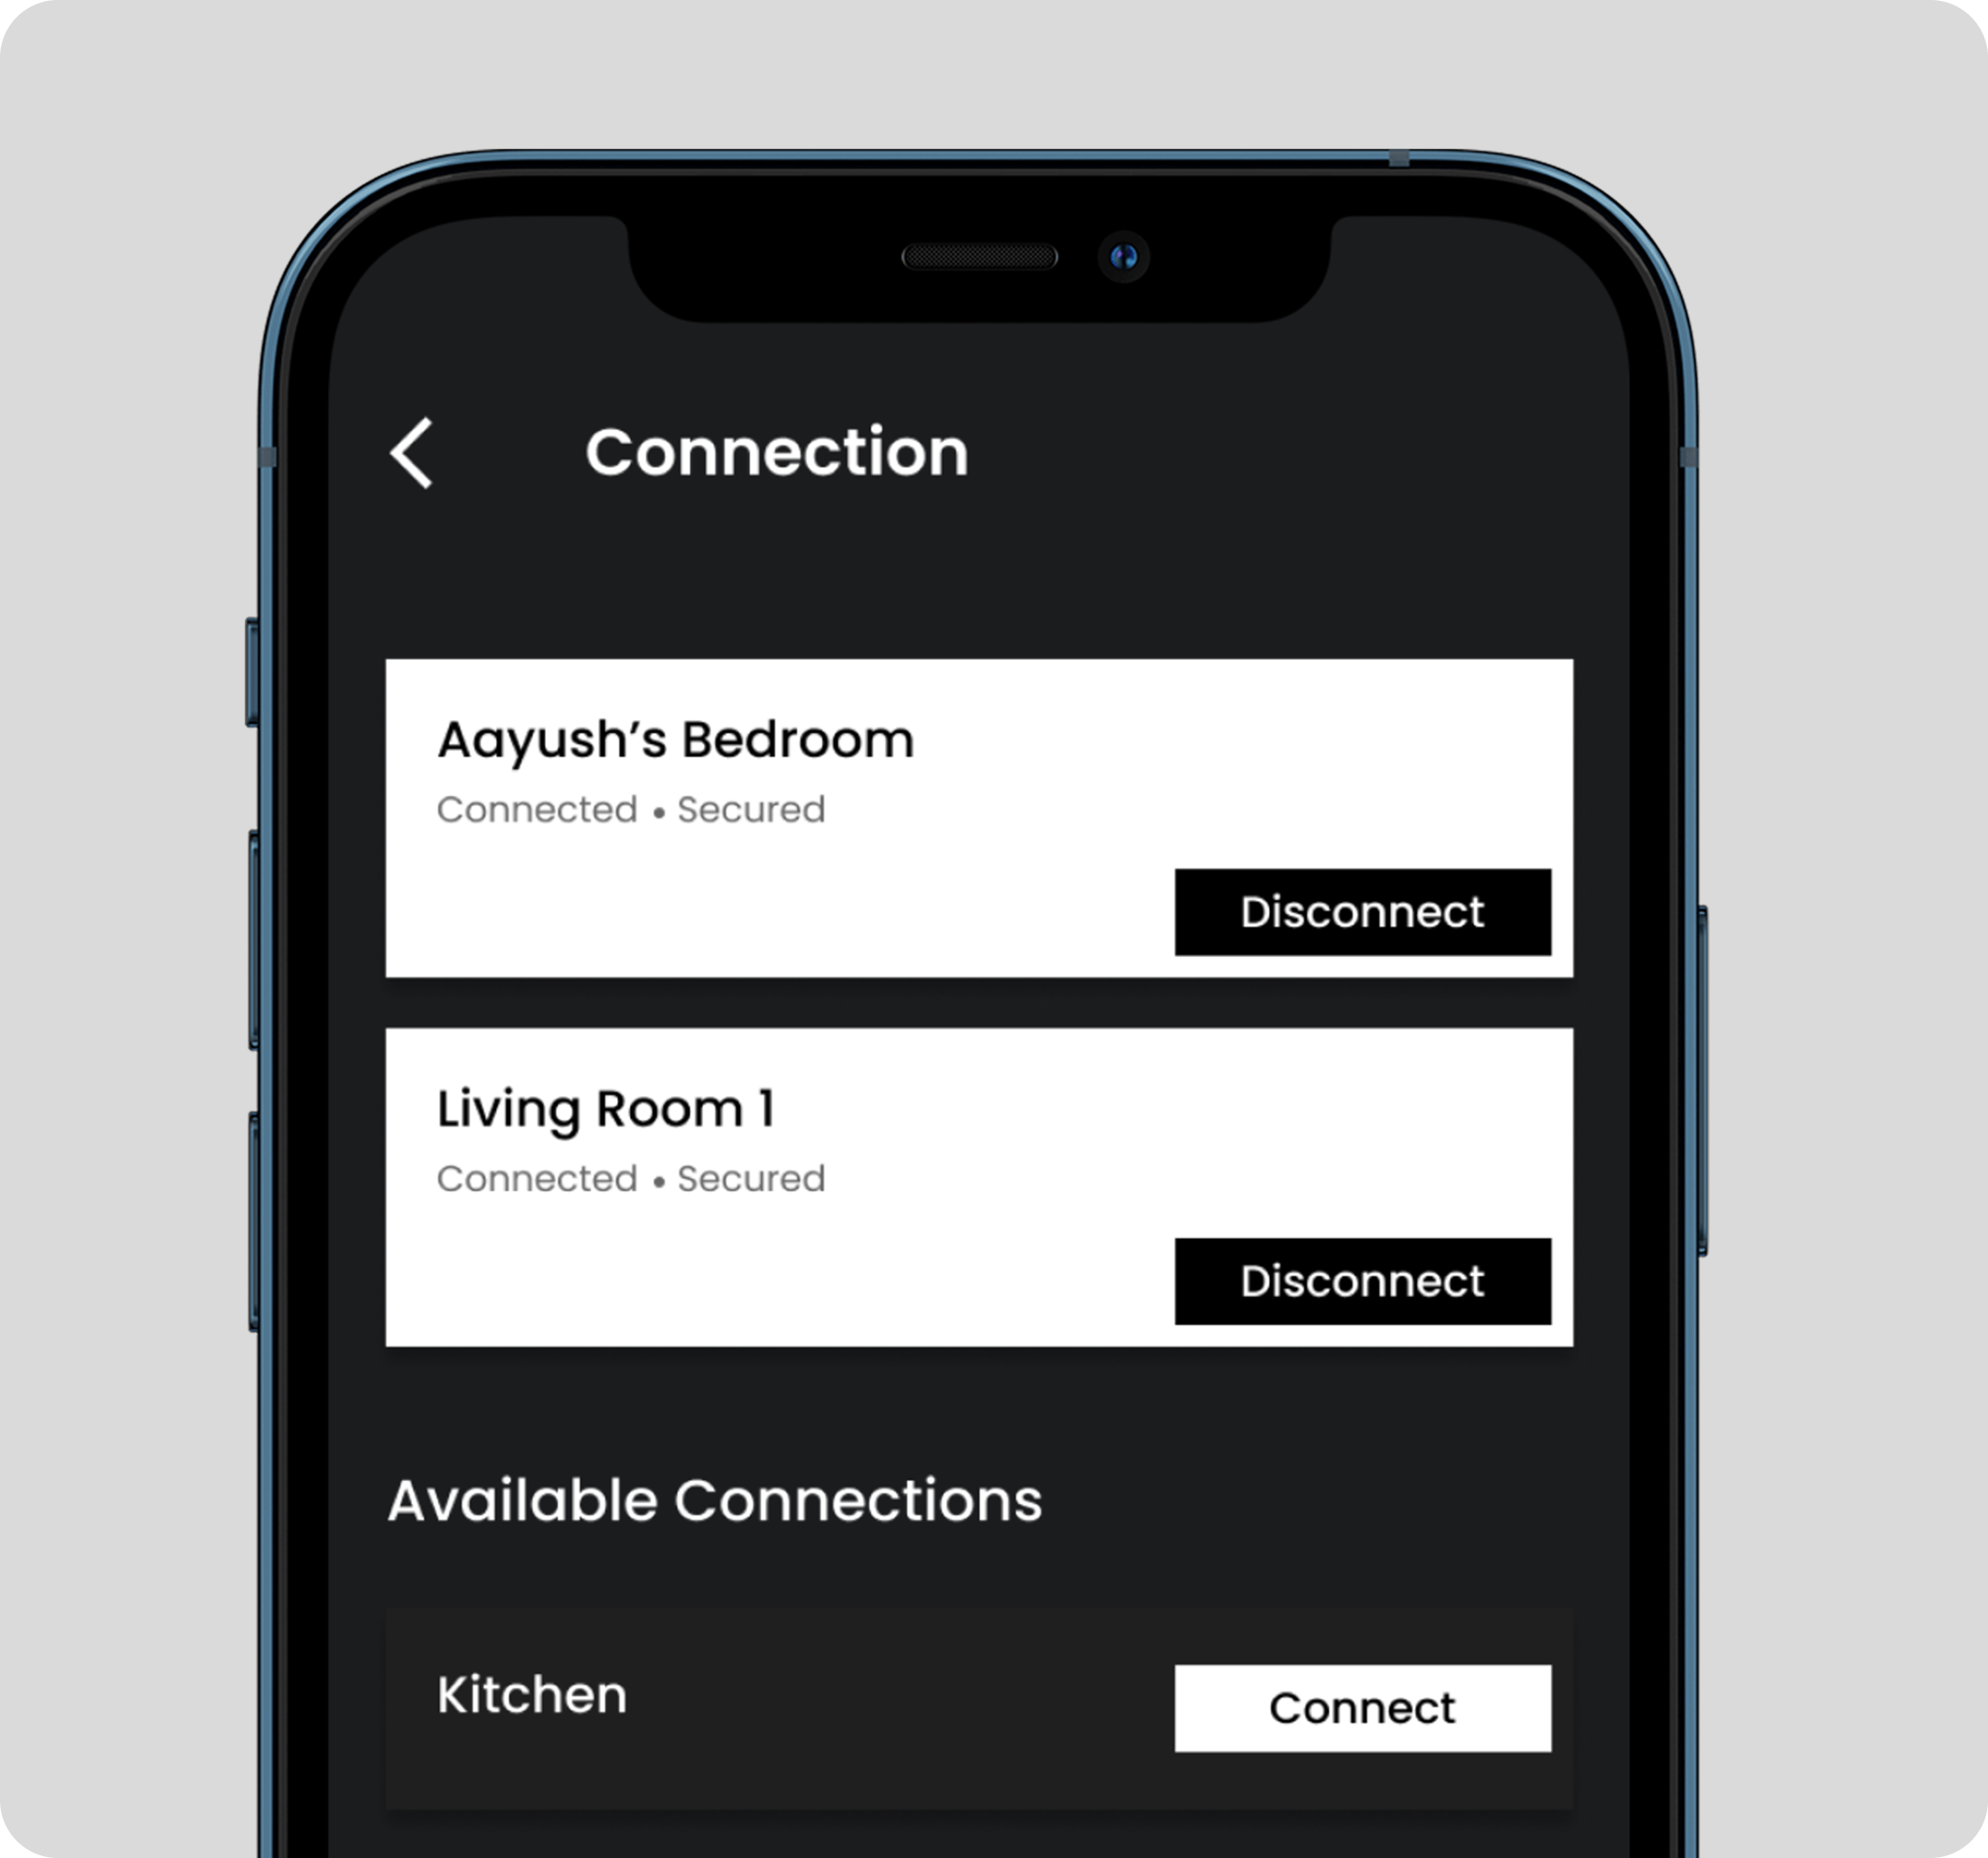 Connection
Aayush’s Bedroom
Connected • Secured
Disconnect
Living Room 1
Connected • Secured
Disconnect
Available Connections
Kitchen
Connect